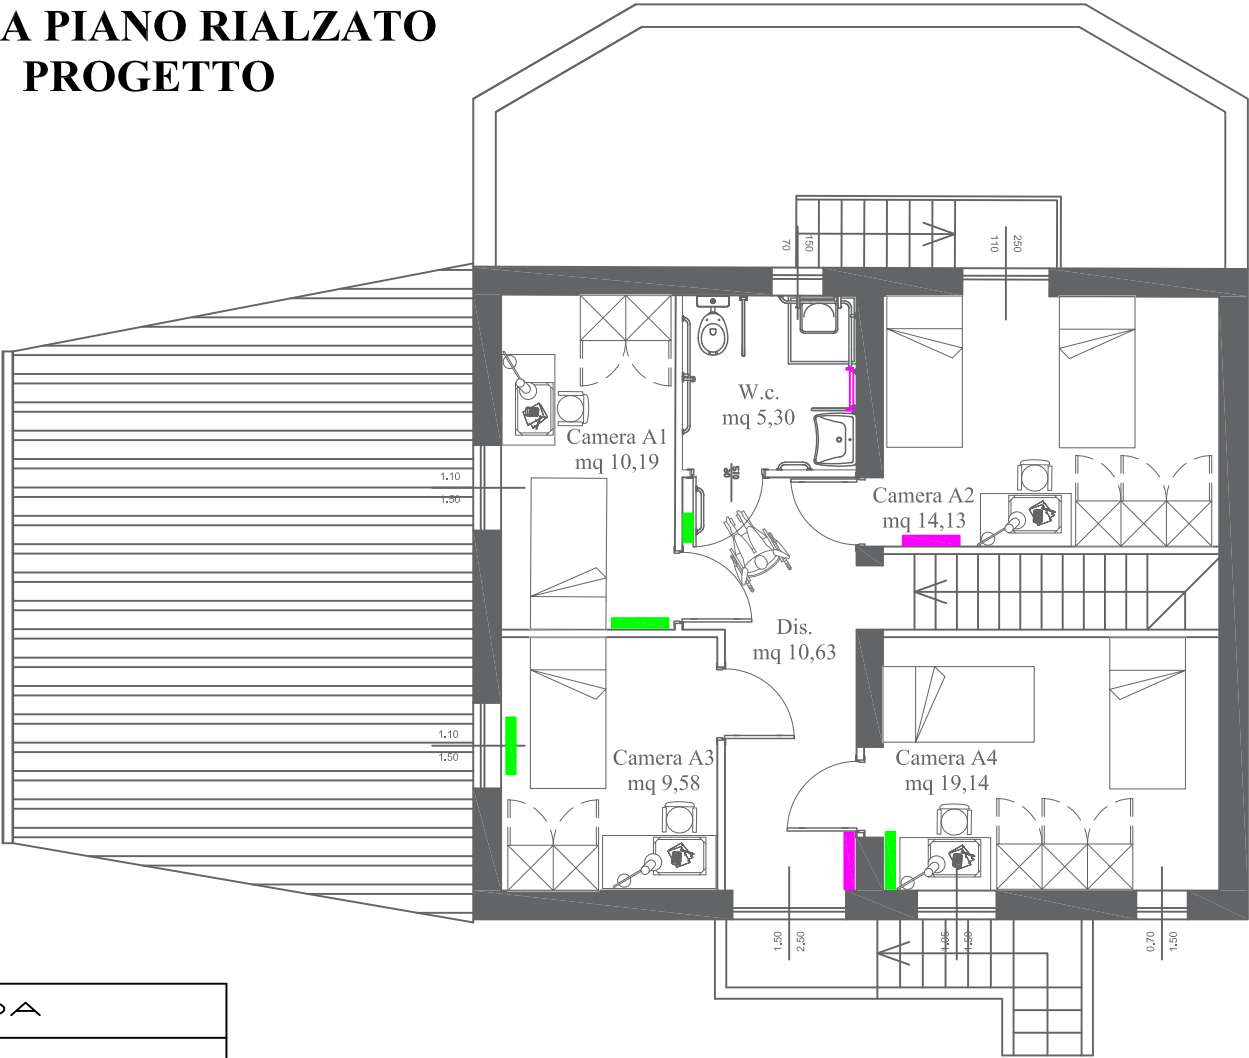 A PIANO RIALZATO
PROGETTO
70
150
110
250
W.c.
mq 5,30
Camera A1
mq 10,19
1.10
1.50
Camera A2
mq 14,13
Dis.
mq 10,63
1.10
1.50
Camera A3
mq 9,58
Camera A4
mq 19,14
1.50
2.50
1.50
0.70
1.50